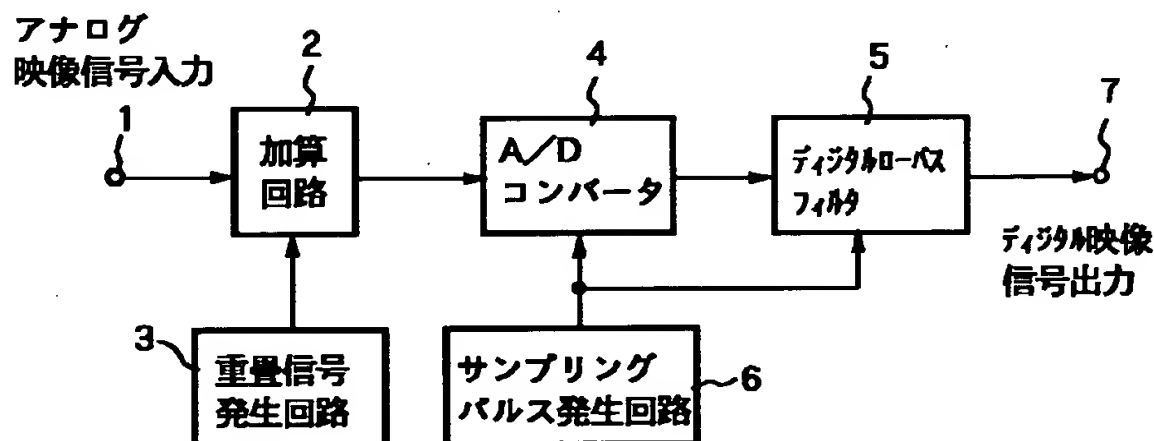 アナログ
映像信号入力
1
2
加算
回路
3
重畳信号
発生回路
4
A／D
コンバータ
5
ディジタルローパス
フィルタ
サンプリング
パルス発生回路
6
7
ディジタル映像
信号出力